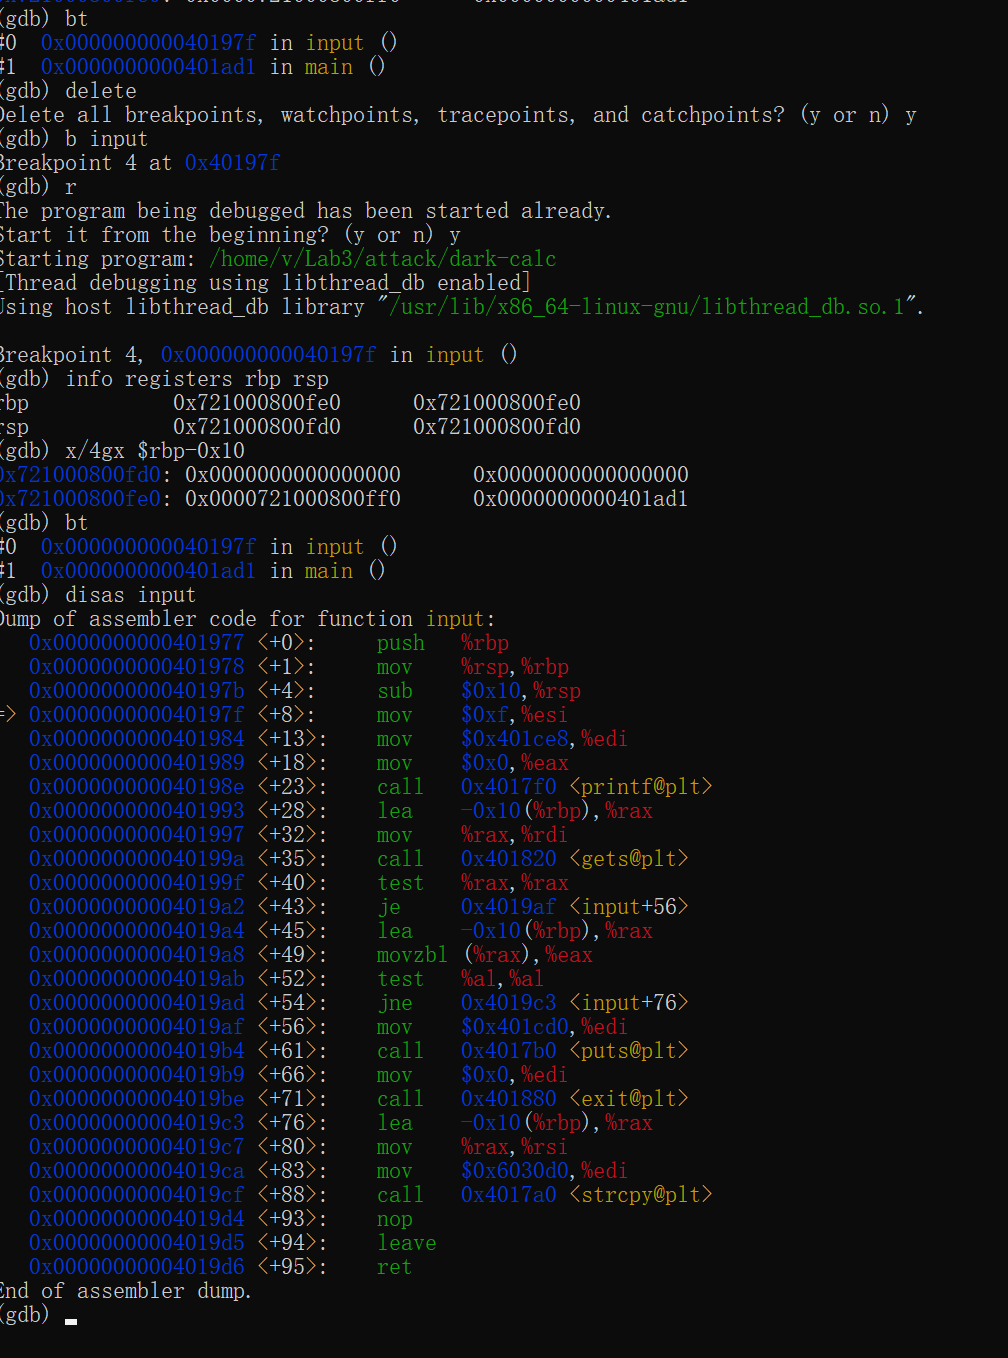 (gdb) bt
#0  0x000000000040197f in input ()
#1  0x0000000000401ad1 in main ()
(gdb) delete
Delete all breakpoints, watchpoints, tracepoints, and catchpoints? (y or n) y
(gdb) b input
Breakpoint 4 at 0x40197f
(gdb) r
The program being debugged has been started already.
Start it from the beginning? (y or n) y
Starting program: /home/v/Lab3/attack/dark-calc
[Thread debugging using libthread_db enabled]
Using host libthread_db library "/usr/lib/x86_64-linux-gnu/libthread_db.so.1".

Breakpoint 4, 0x000000000040197f in input ()
(gdb) info registers rbp rsp
rbp            0x721000800fe0      0x721000800fe0
rsp            0x721000800fd0      0x721000800fd0
(gdb) x/4gx $rbp-0x10
0x721000800fd0: 0x0000000000000000      0x0000000000000000
0x721000800fe0: 0x0000721000800ff0      0x0000000000401ad1
(gdb) bt
#0  0x000000000040197f in input ()
#1  0x0000000000401ad1 in main ()
(gdb) disas input
Dump of assembler code for function input:
   0x0000000000401977 <+0>:     push   %rbp
   0x0000000000401978 <+1>:     mov    %rsp,%rbp
   0x000000000040197b <+4>:     sub    $0x10,%rsp
=> 0x000000000040197f <+8>:     mov    $0xf,%esi
   0x0000000000401984 <+13>:    mov    $0x401ce8,%edi
   0x0000000000401989 <+18>:    mov    $0x0,%eax
   0x000000000040198e <+23>:    call   0x4017f0 <printf@plt>
   0x0000000000401993 <+28>:    lea    -0x10(%rbp),%rax
   0x0000000000401997 <+32>:    mov    %rax,%rdi
   0x000000000040199a <+35>:    call   0x401820 <gets@plt>
   0x000000000040199f <+40>:    test   %rax,%rax
   0x00000000004019a2 <+43>:    je     0x4019af <input+56>
   0x00000000004019a4 <+45>:    lea    -0x10(%rbp),%rax
   0x00000000004019a8 <+49>:    movzbl (%rax),%eax
   0x00000000004019ab <+52>:    test   %al,%al
   0x00000000004019ad <+54>:    jne    0x4019c3 <input+76>
   0x00000000004019af <+56>:    mov    $0x401cd0,%edi
   0x00000000004019b4 <+61>:    call   0x4017b0 <puts@plt>
   0x00000000004019b9 <+66>:    mov    $0x0,%edi
   0x00000000004019be <+71>:    call   0x401880 <exit@plt>
   0x00000000004019c3 <+76>:    lea    -0x10(%rbp),%rax
   0x00000000004019c7 <+80>:    mov    %rax,%rsi
   0x00000000004019ca <+83>:    mov    $0x6030d0,%edi
   0x00000000004019cf <+88>:    call   0x4017a0 <strcpy@plt>
   0x00000000004019d4 <+93>:    nop
   0x00000000004019d5 <+94>:    leave
   0x00000000004019d6 <+95>:    ret
End of assembler dump.
(gdb)